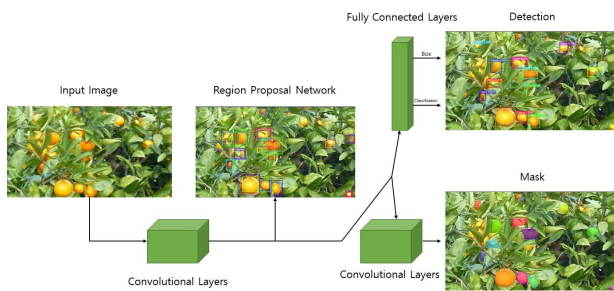 Fully Connected Layers
Detection
Box
Classification
Input Image
Region Proposal Network
Mask
Convolutional Layers
Convolutional Layers